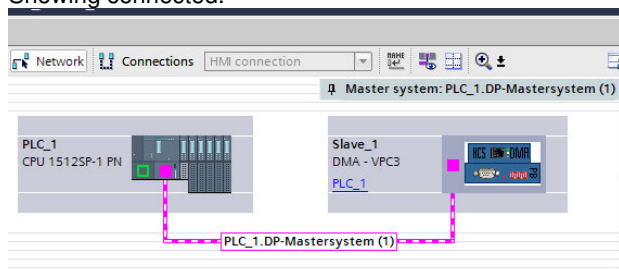 Showing connected.
Network Connections HMI connection
Master system: PLC_1.DP-Mastersystem (1)
PLC_1
CPU 1512SP-1 PN
Slave_1
DMA - VPC3
PLC_1
PLC_1.DP-Mastersystem (1)